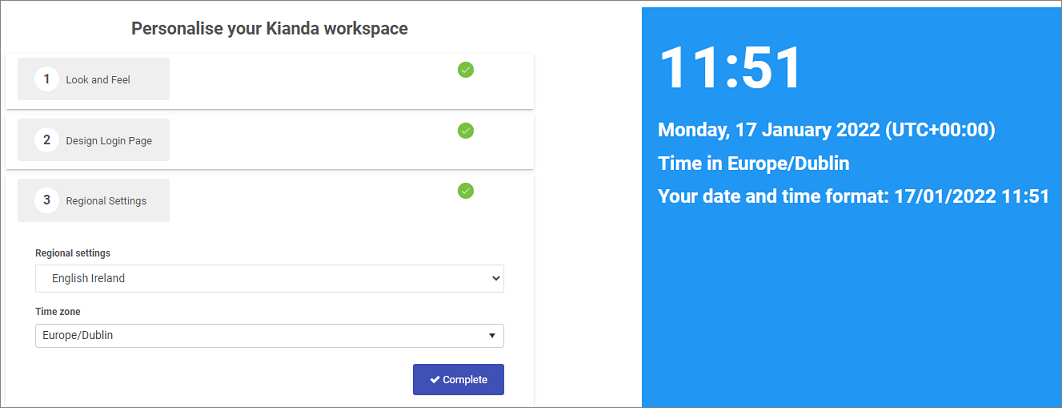 Personalise your Kianda workspace
1 Look and Feel
2 Design Login Page
3 Regional Settings
Regional settings
English Ireland
Time zone
Europe/Dublin
Complete
11:51
Monday, 17 January 2022 (UTC+00:00)
Time in Europe/Dublin
Your date and time format: 17/01/2022 11:51